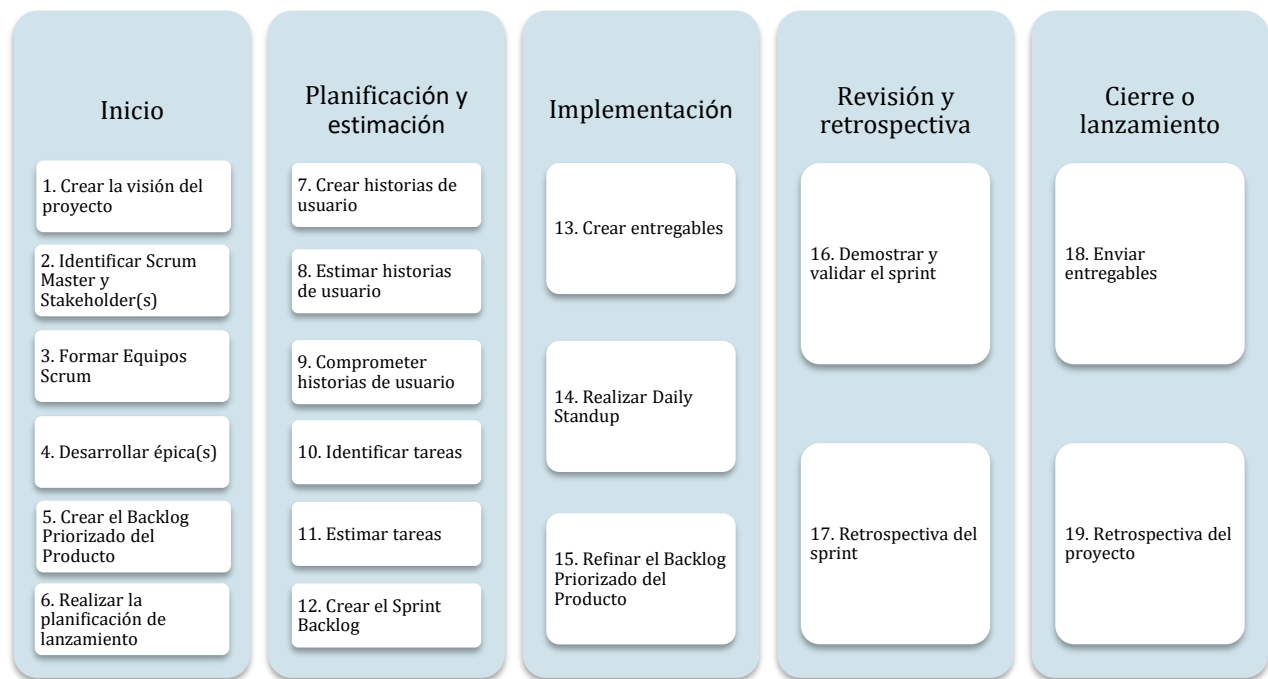 Inicio
1. Crear la visión del
proyecto
2. Identificar Scrum
Master y
Stakeholder(s)
3. Formar Equipos
Scrum
4. Desarrollar épica(s)
5. Crear el Backlog
Priorizado del
Producto
6. Realizar la
planificación de
lanzamiento
Planificación y
estimación
7. Crear historias de
usuario
8. Estimar historias
de usuario
9. Comprometer
historias de usuario
10. Identificar tareas
11. Estimar tareas
12. Crear el Sprint
Backlog
Implementación
13. Crear entregables
14. Realizar Daily
Standup
15. Refinar el Backlog
Priorizado del
Producto
Revisión y
retrospectiva
16. Demostrar y
validar el sprint
17. Retrospectiva del
sprint
Cierre o
lanzamiento
18. Enviar
entregables
19. Retrospectiva del
proyecto